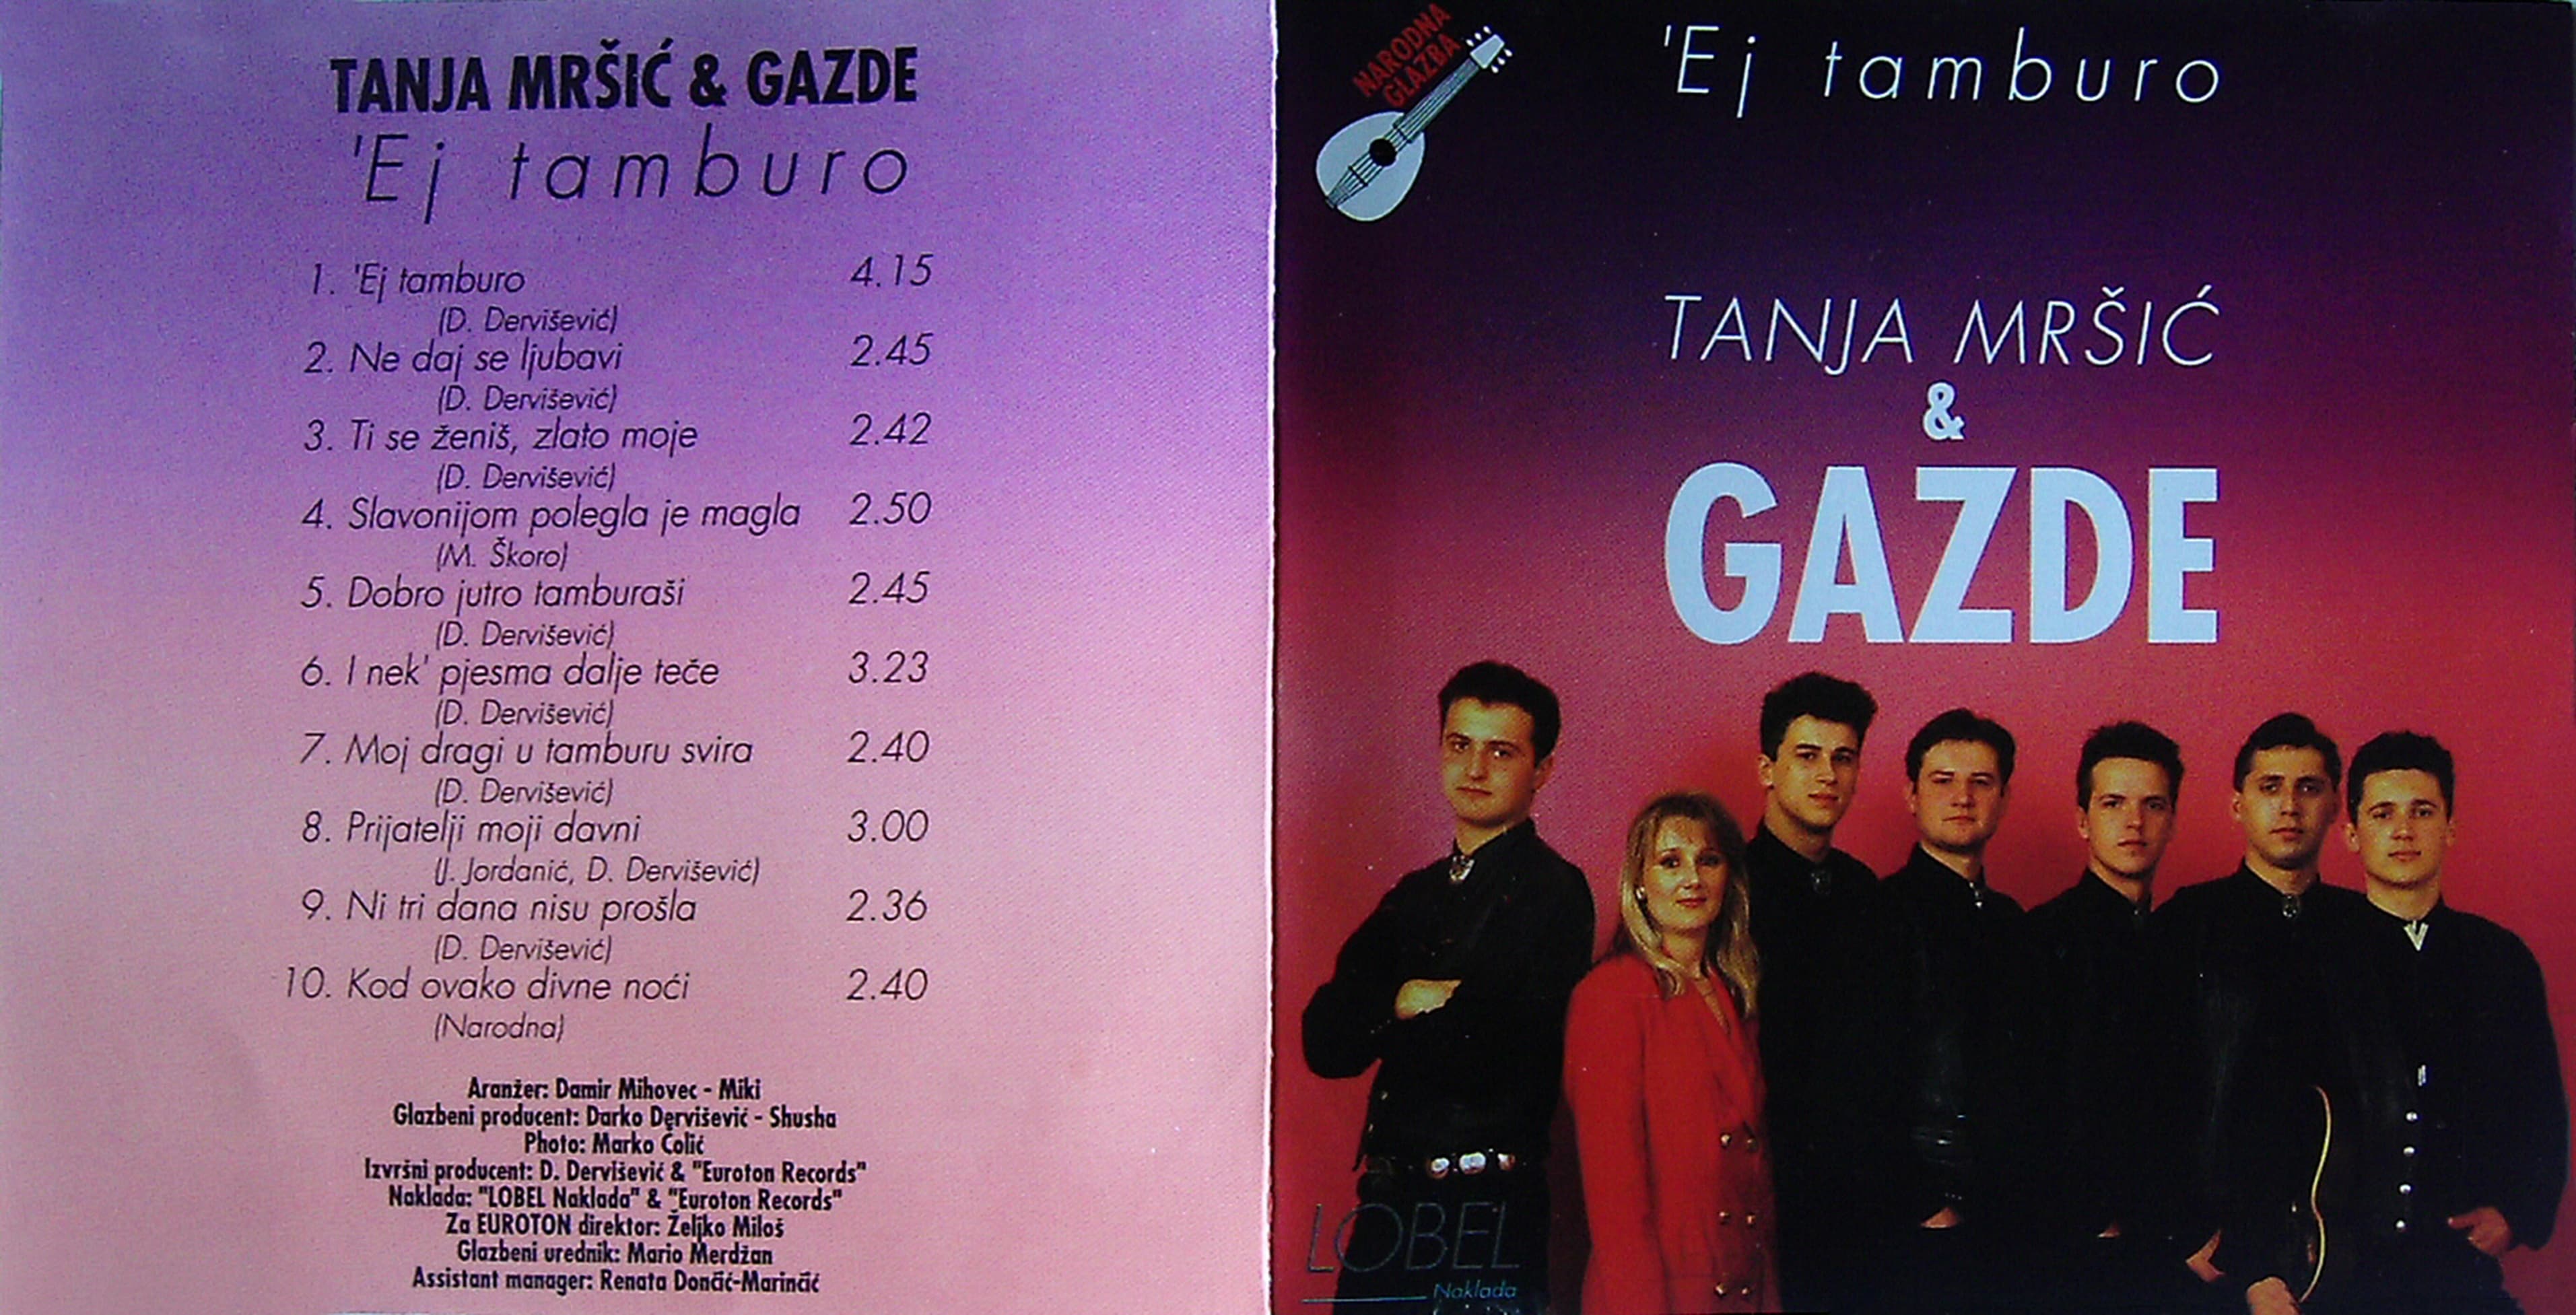 TANJA MRŠIĆ & GAZDE
'Ej tamburo
1. 'Ej tamburo 4.15
(D. Dervišević)
2. Ne daj se ljubavi 2.45
(D. Dervišević)
3. Ti se ženiš, zlato moje 2.42
(D. Dervišević)
4. Slavonijom polegla je magla 2.50
(M. Škoro)
5. Dobro jutro tamburaši 2.45
(D. Dervišević)
6. I nek' pjesma dalje teče 3.23
(D. Dervišević)
7. Moj dragi u tamburu svira 2.40
(D. Dervišević)
8. Prijatelji moji davni 3.00
(J. Jordanić, D. Dervišević)
9. Ni tri dana nisu prošla 2.36
(D. Dervišević)
10. Kod ovako divne noći 2.40
(Narodna)
Aranžer: Damir Mihovec - Miki
Glazbeni producent: Darko Dervišević - Shusha
Photo: Marko Čolić
Izvršni producent: D. Dervišević & "Euroton Records"
Naklada: "LOBEL Naklada" & "Euroton Records"
Za EUROTON direktor: Željko Miloš
Glazbeni urednik: Mario Merdžan
Assistant manager: Renata Dončić-Marinčić
NARODNA
GLAZBA
'Ej tamburo
TANJA MRŠIĆ
&
GAZDE
LOBEL
Naklada